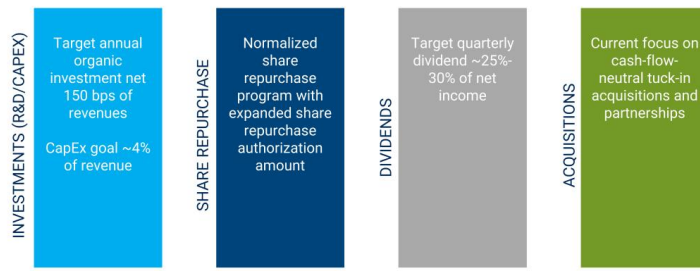 INVESTMENTS (R&D/CAPEX)
Target annual
organic
investment net
150 bps of
revenues
CapEx goal ~4%
of revenue
SHARE REPURCHASE
Normalized
share
repurchase
program with
expanded share
repurchase
authorization
amount
DIVIDENDS
Target quarterly
dividend ~25%-
30% of net
income
ACQUISITIONS
Current focus on
cash-flow-
neutral tuck-in
acquisitions and
partnerships